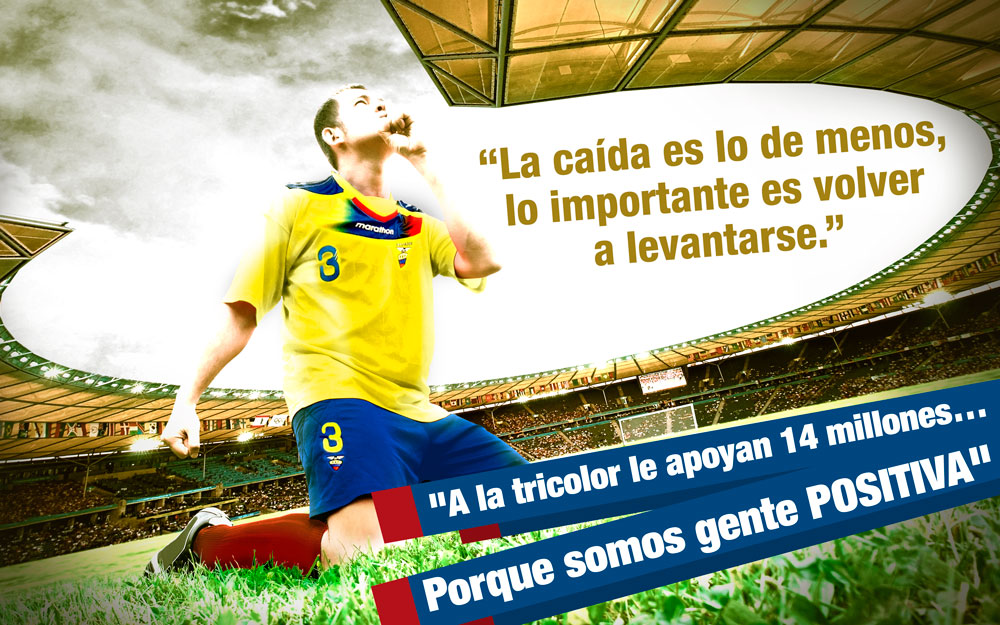 “La caída es lo de menos,
lo importante es volver
a levantarse.”
marathon
3
3
"A la tricolor le apoyan 14 millones...
Porque somos gente POSITIVA"